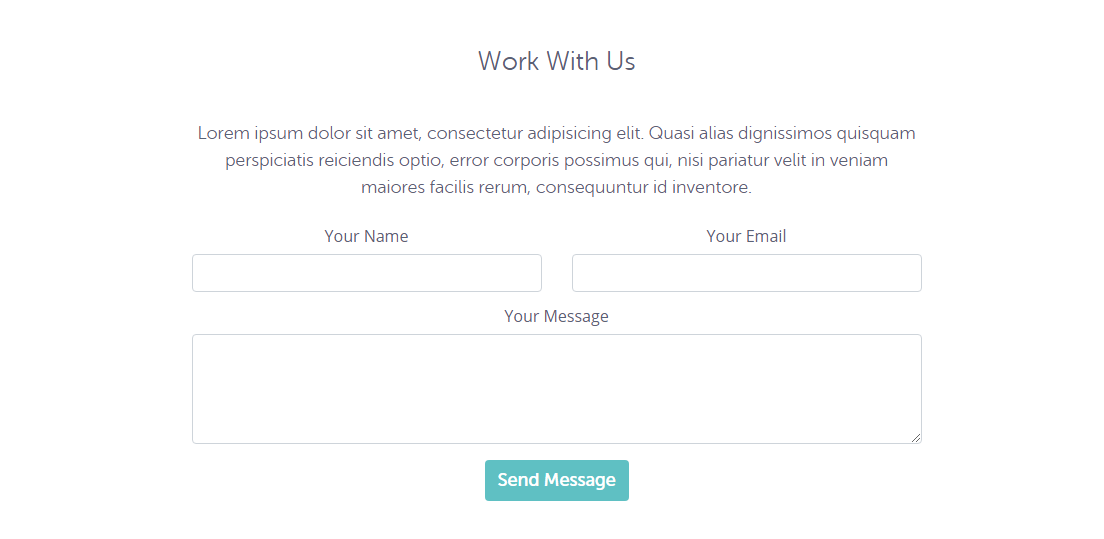 Work With Us
Lorem ipsum dolor sit amet, consectetur adipisicing elit. Quasi alias dignissimos quisquam
perspiciatis reiciendis optio, error corporis possimus qui, nisi pariatur velit in veniam
maiores facilis rerum, consequuntur id inventore.
Your Name
Your Email
Your Message
Send Message